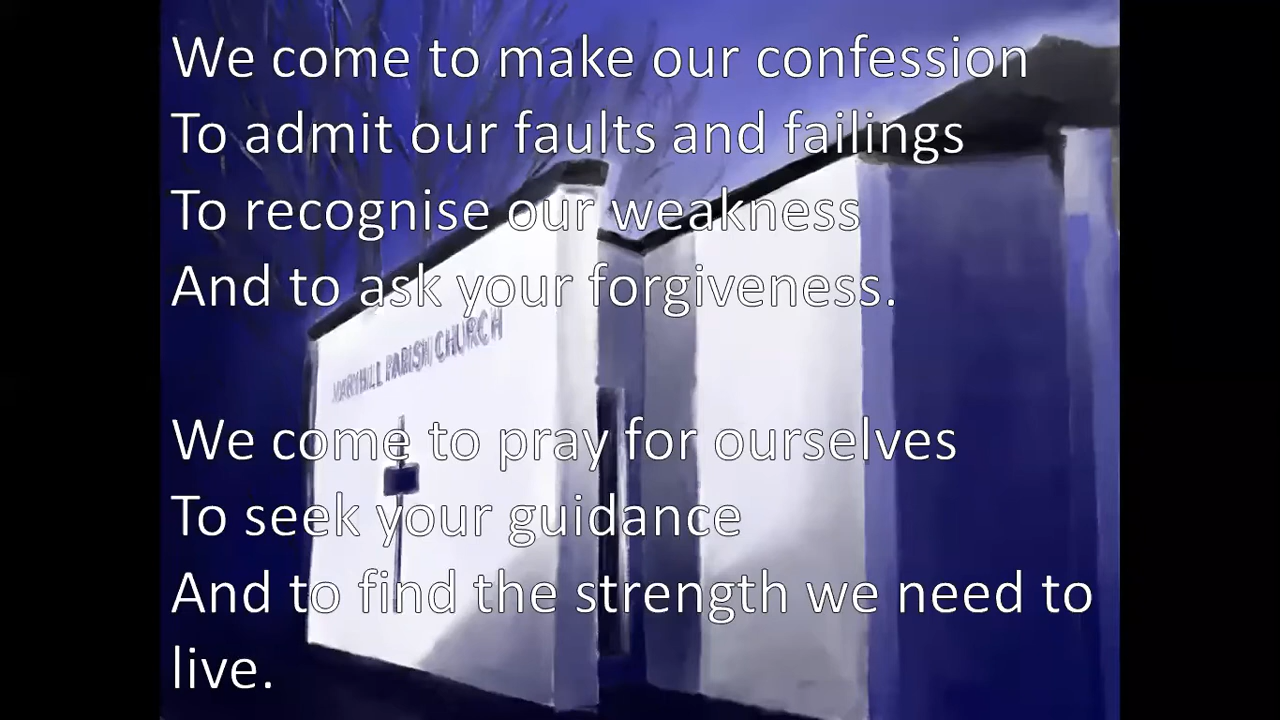 We come to make our confession
To admit our faults and failings
To recognise our weakness
And to ask your forgiveness.
MARYHILL PARISH CHURCH
We come to pray for ourselves
To seek your guidance
And to find the strength we need to
live.